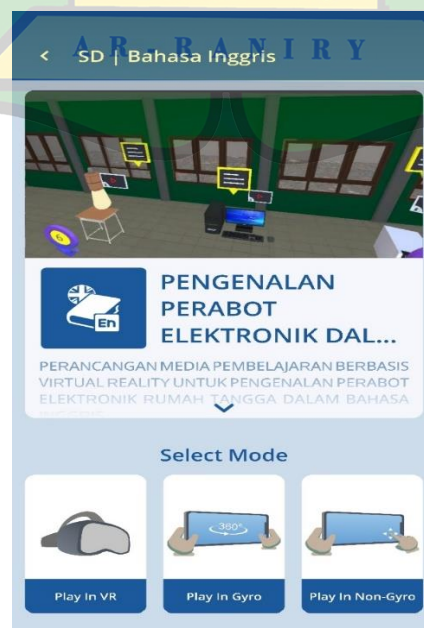 AR-RANIRY
< SD | Bahasa Inggris
6
En
PENGENALAN
PERABOT
ELEKTRONIK DAL...
PERANCANGAN MEDIA PEMBELAJARAN BERBASIS
VIRTUAL REALITY UNTUK PENGENALAN PERABOT
ELEKTRONIK RUMAH TANGGA DALAM BAHASA
Select Mode
360°
Play In VR
Play In Gyro
Play In Non-Gyro